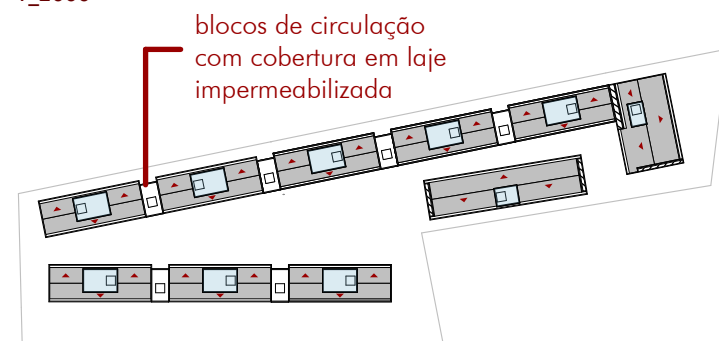 blocos de circulação
com cobertura em laje
impermeabilizada